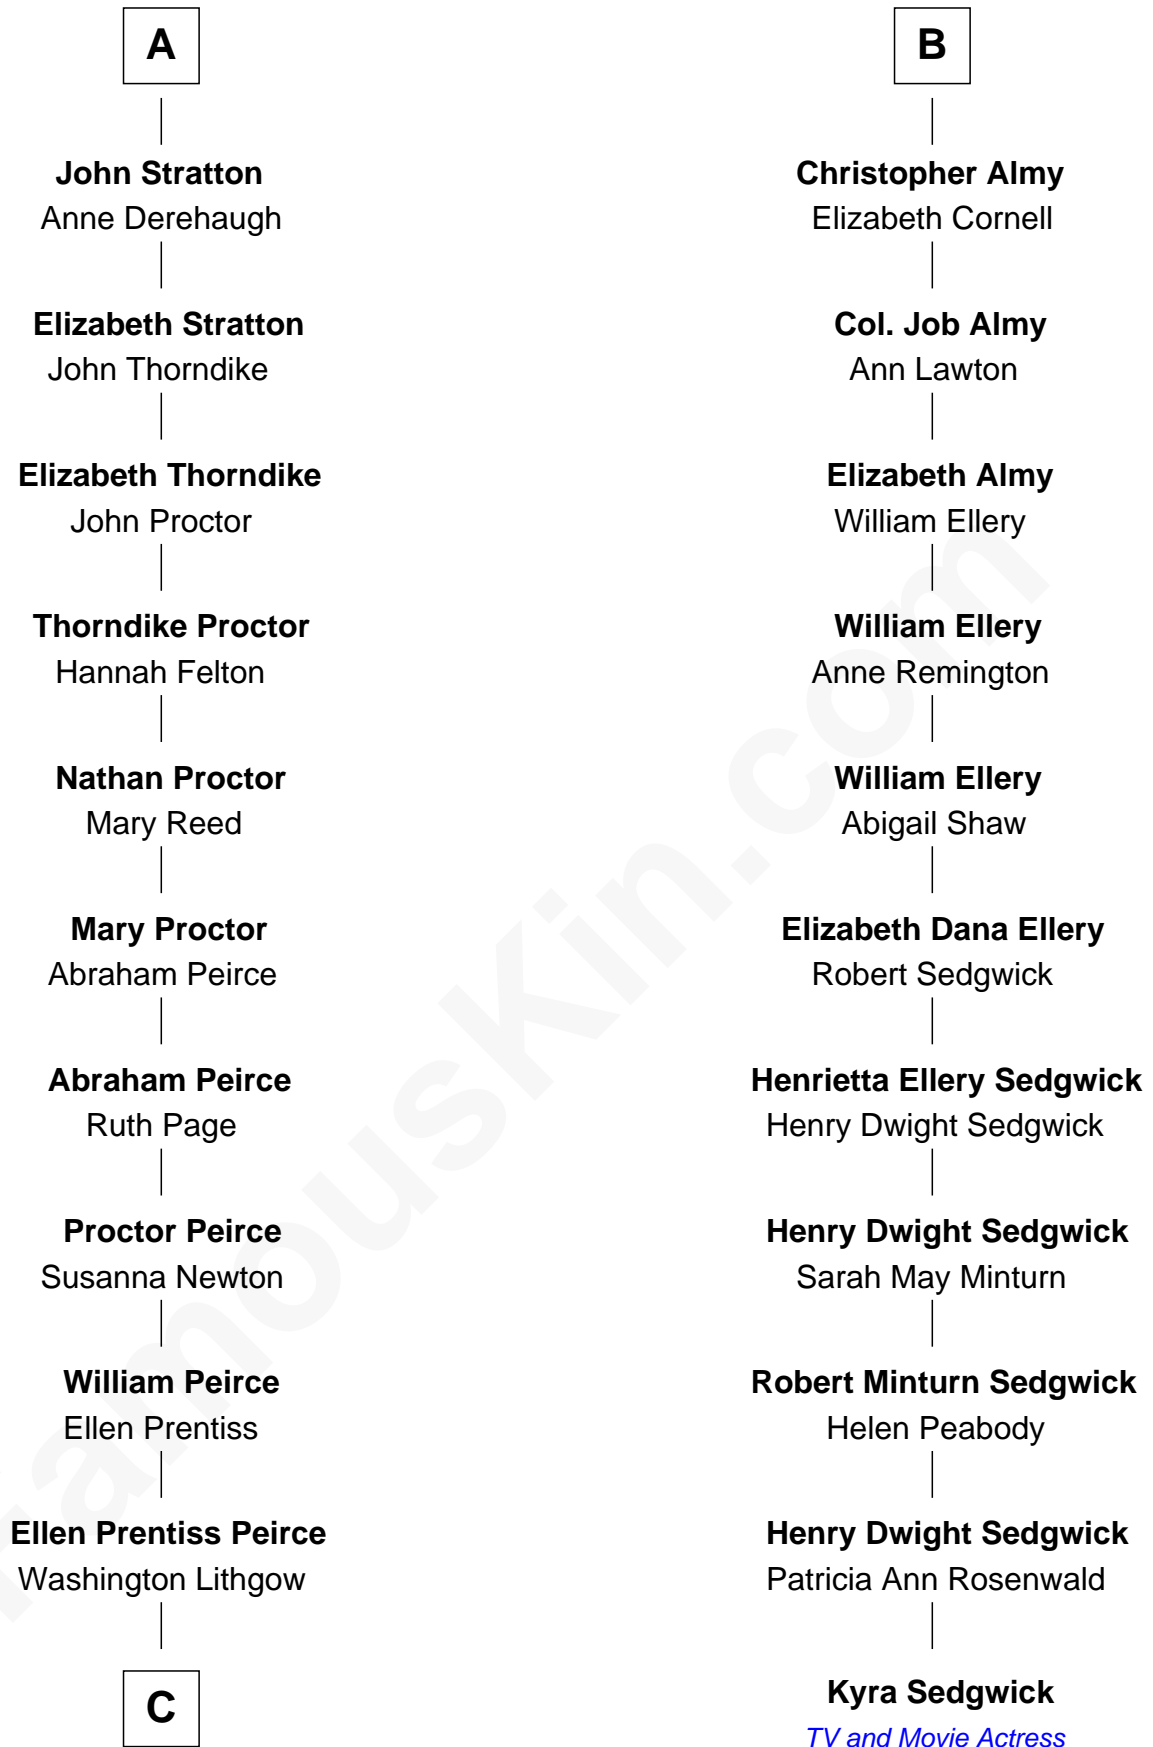 A
John Stratton
Anne Derehaugh
Elizabeth Stratton
John Thorndike
Elizabeth Thorndike
John Proctor
Thorndike Proctor
Hannah Felton
Nathan Proctor
Mary Reed
Mary Proctor
Abraham Peirce
Abraham Peirce
Ruth Page
Proctor Peirce
Susanna Newton
William Peirce
Ellen Prentiss
Ellen Prentiss Peirce
Washington Lithgow
C
B
Christopher Almy
Elizabeth Cornell
Col. Job Almy
Ann Lawton
Elizabeth Almy
William Ellery
William Ellery
Anne Remington
William Ellery
Abigail Shaw
Elizabeth Dana Ellery
Robert Sedgwick
Henrietta Ellery Sedgwick
Henry Dwight Sedgwick
Henry Dwight Sedgwick
Sarah May Minturn
Robert Minturn Sedgwick
Helen Peabody
Henry Dwight Sedgwick
Patricia Ann Rosenwald
Kyra Sedgwick
TV and Movie Actress
FamousKin.com